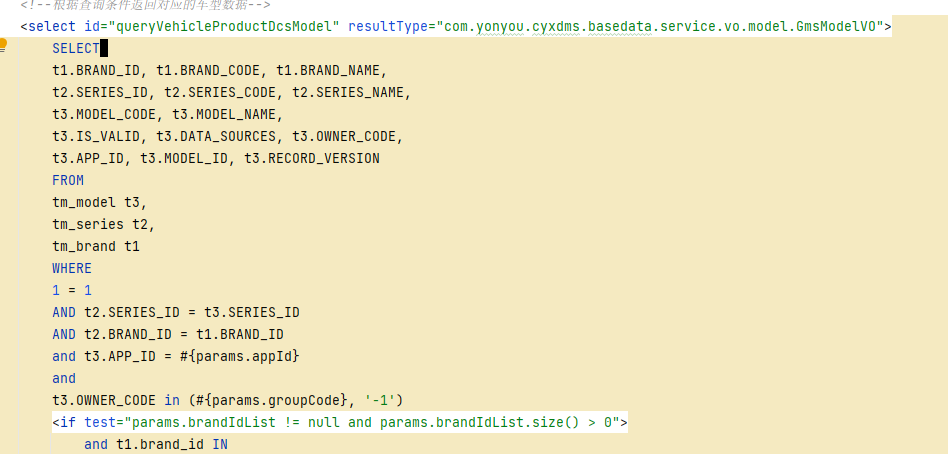 <!--根据查询条件返回对应的车型数据-->
<select id="queryVehicleProductDcsModel" resultType="com.yonyou.cyxdms.basedata.service.vo.model.GmsModelVO">
SELECT
t1.BRAND_ID, t1.BRAND_CODE, t1.BRAND_NAME,
t2.SERIES_ID, t2.SERIES_CODE, t2.SERIES_NAME,
t3.MODEL_CODE, t3.MODEL_NAME,
t3.IS_VALID, t3.DATA_SOURCES, t3.OWNER_CODE,
t3.APP_ID, t3.MODEL_ID, t3.RECORD_VERSION
FROM
tm_model t3,
tm_series t2,
tm_brand t1
WHERE
1 = 1
AND t2.SERIES_ID = t3.SERIES_ID
AND t2.BRAND_ID = t1.BRAND_ID
and t3.APP_ID = #{params.appId}
and
t3.OWNER_CODE in (#{params.groupCode}, '-1')
<if test="params.brandIdList != null and params.brandIdList.size() > 0">
and t1.brand_id IN